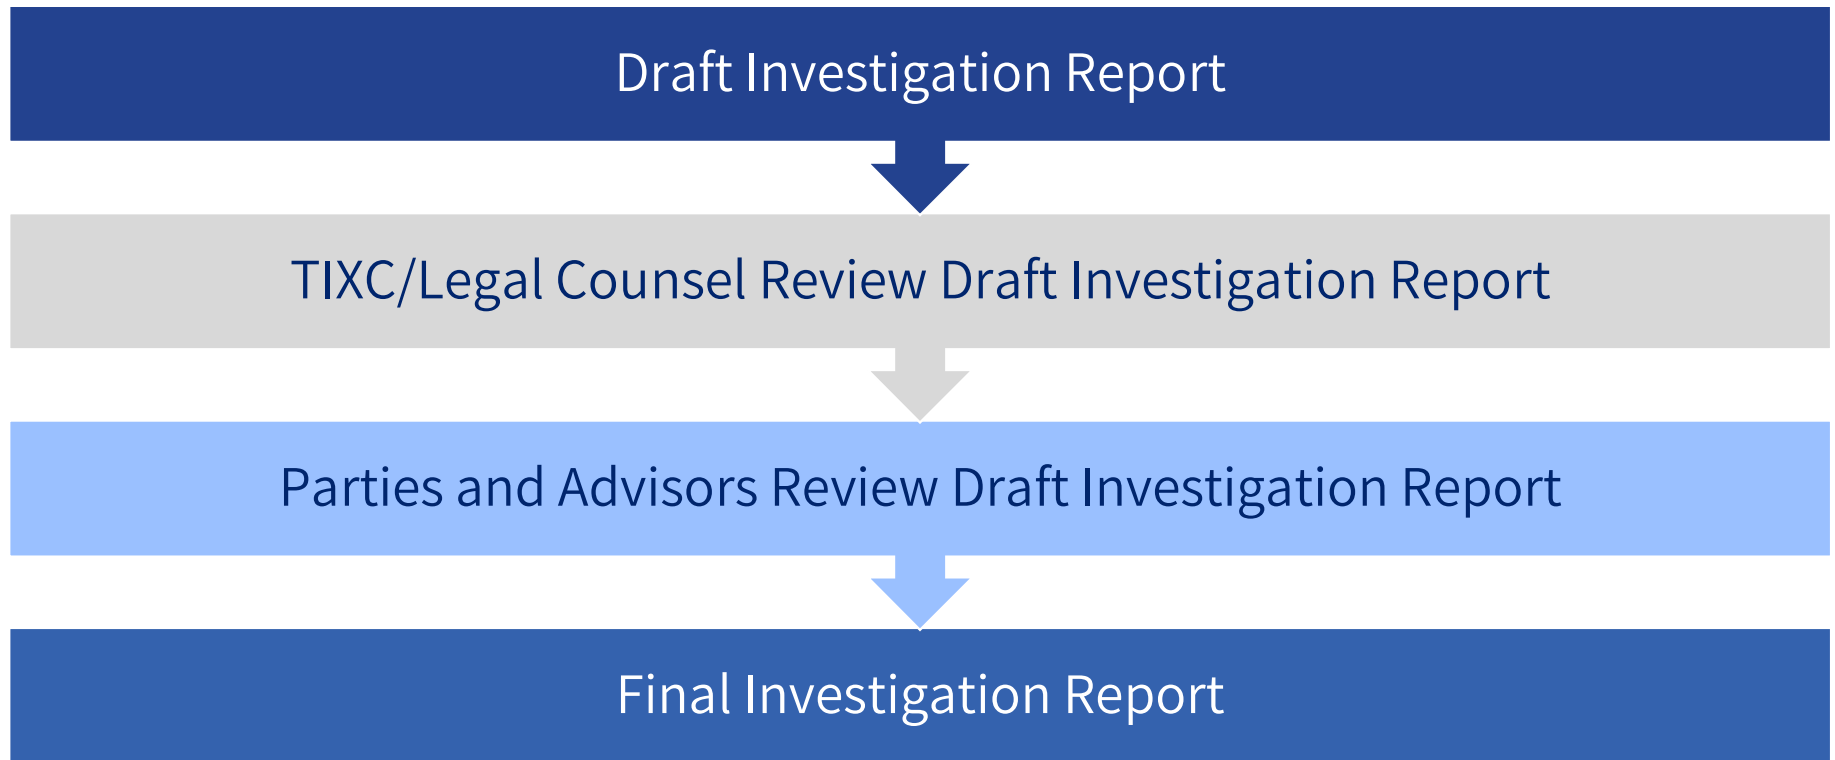 Draft Investigation Report
TIXC/Legal Counsel Review Draft Investigation Report
Parties and Advisors Review Draft Investigation Report
Final Investigation Report